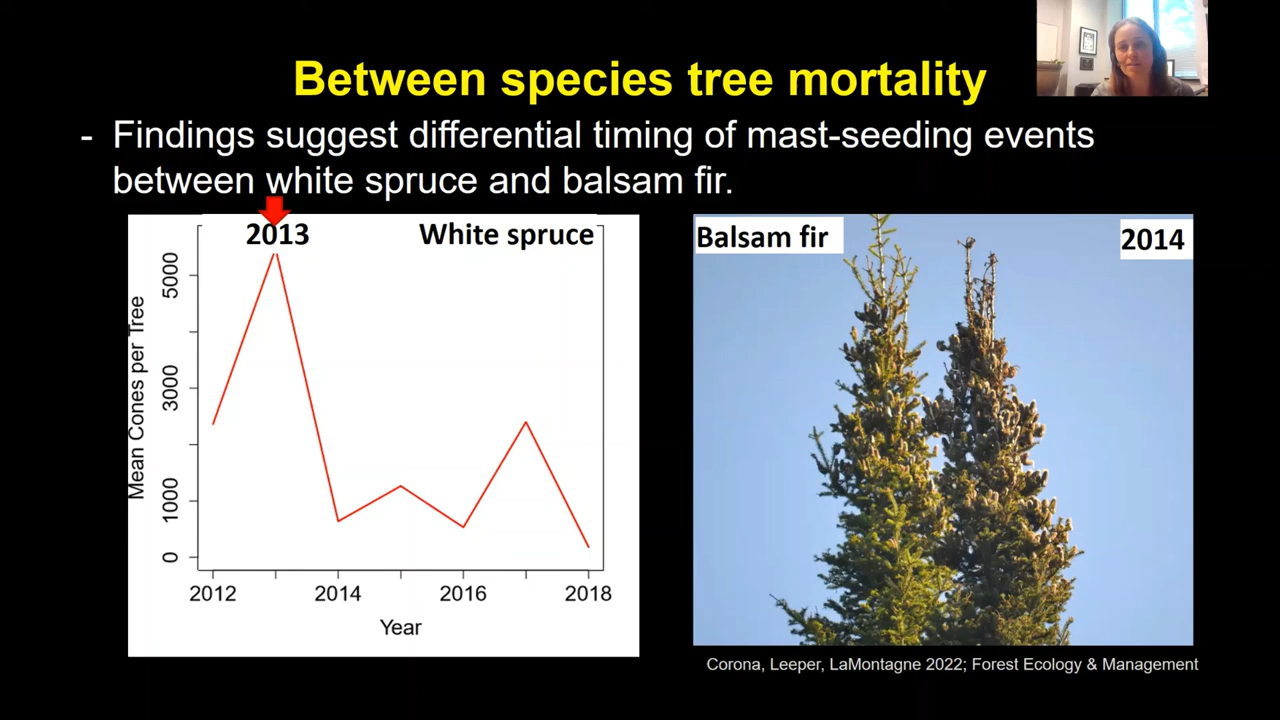 Between species tree mortality
- Findings suggest differential timing of mast-seeding events
between white spruce and balsam fir.
2013
White spruce
Mean Cones per Tree
5000
3000
1000
0
2012
2014
2016
2018
Year
Balsam fir
2014
Corona, Leeper, LaMontagne 2022; Forest Ecology & Management